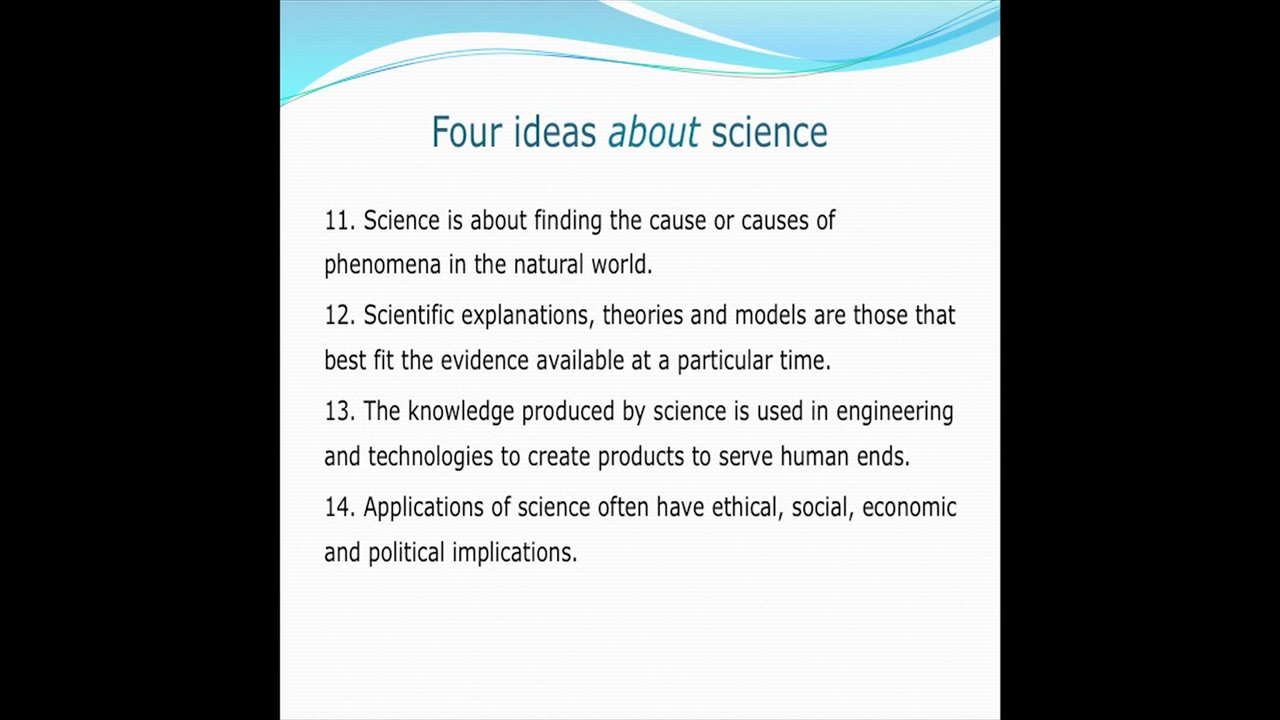 Four ideas about science
11. Science is about finding the cause or causes of
phenomena in the natural world.
12. Scientific explanations, theories and models are those that
best fit the evidence available at a particular time.
13. The knowledge produced by science is used in engineering
and technologies to create products to serve human ends.
14. Applications of science often have ethical, social, economic
and political implications.